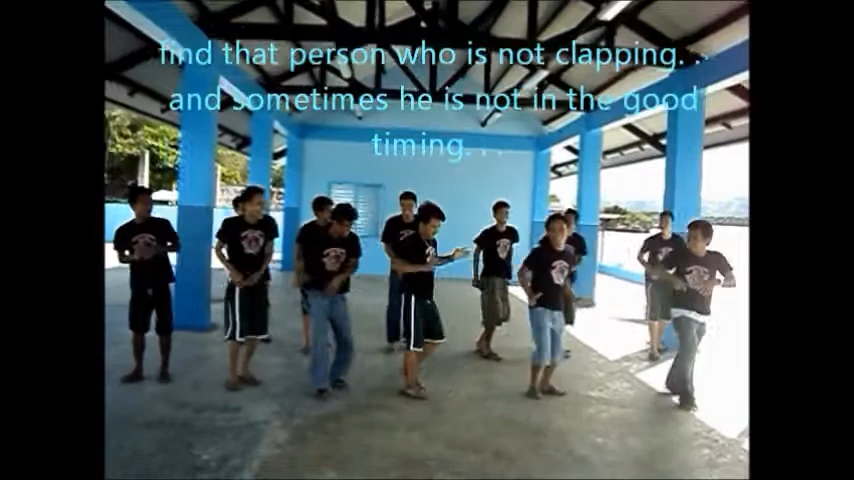 find that person who is not clapping. . .
and sometimes he is not in the good
timing. . .